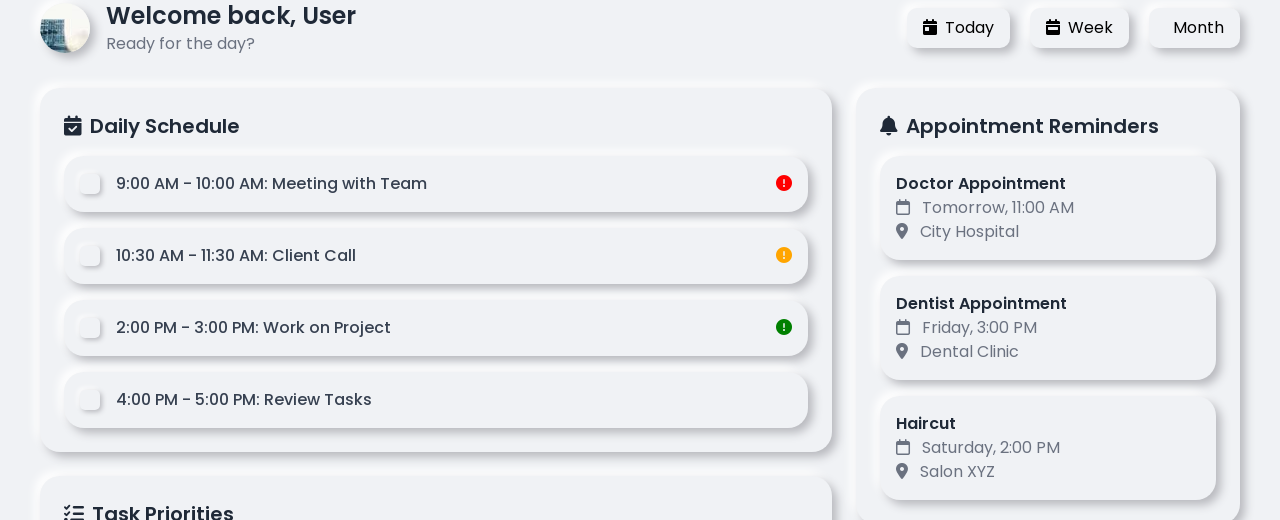 Welcome back, User
Ready for the day?
Today
Week
Month
Daily Schedule
9:00 AM - 10:00 AM: Meeting with Team
10:30 AM - 11:30 AM: Client Call
2:00 PM - 3:00 PM: Work on Project
4:00 PM - 5:00 PM: Review Tasks
Task Priorities
Appointment Reminders
Doctor Appointment
Tomorrow, 11:00 AM
City Hospital
Dentist Appointment
Friday, 3:00 PM
Dental Clinic
Haircut
Saturday, 2:00 PM
Salon XYZ